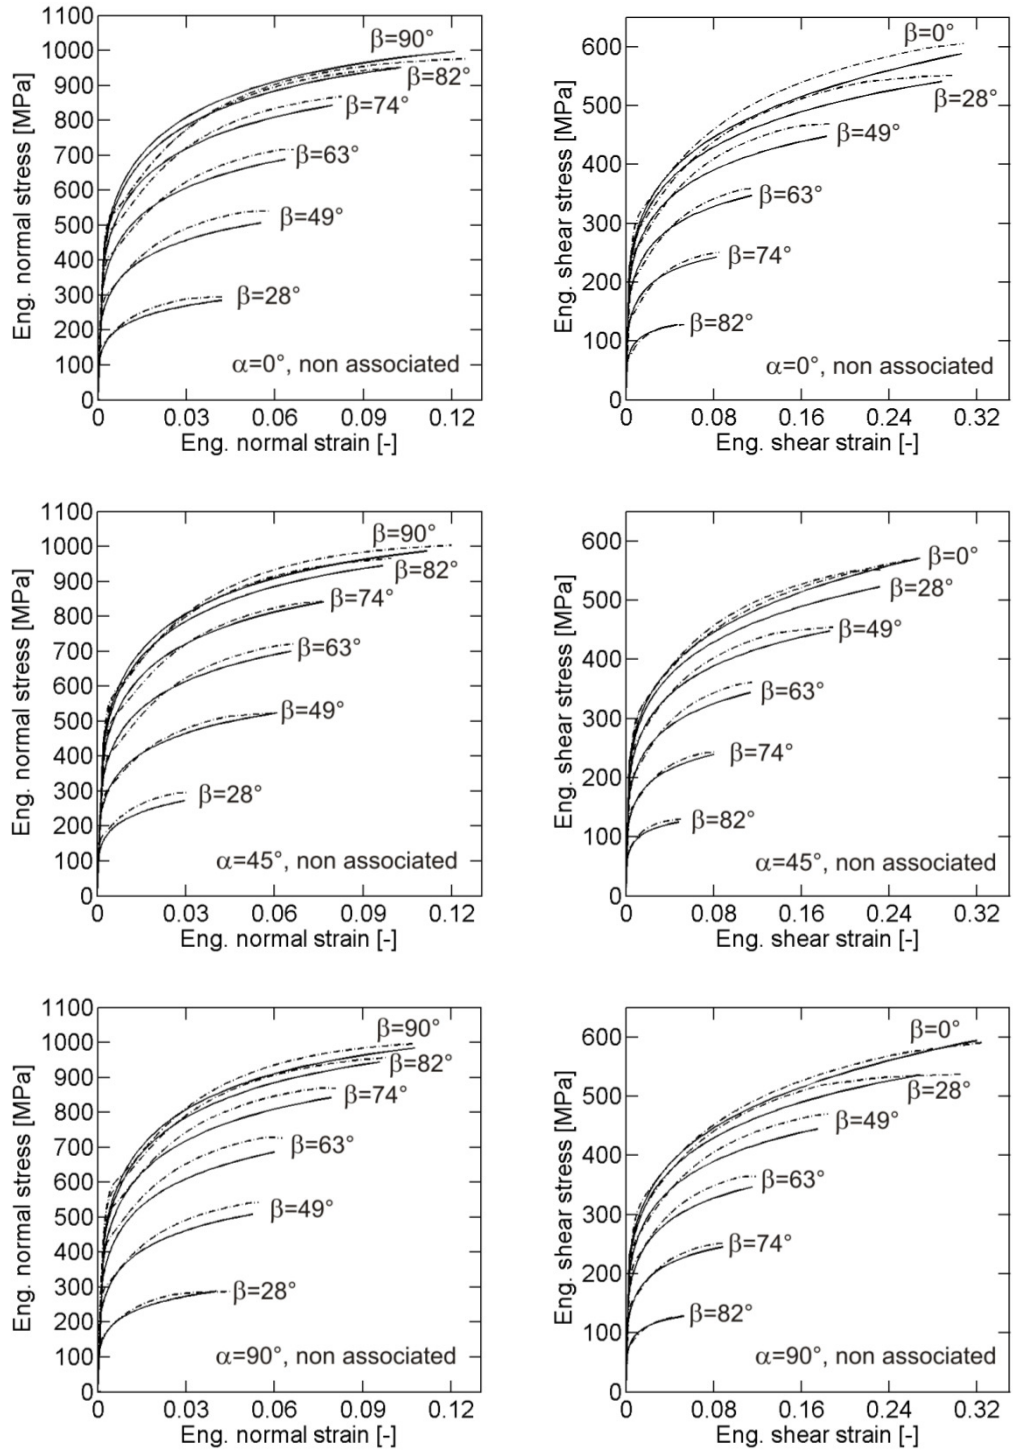 1100
1000
900
800
700
600
500
400
300
200
100
0
Eng. normal stress [MPa]
β=90°
β=82°
β=74°
β=63°
β=49°
β=28°
α=0°, non associated
0 0.03 0.06 0.09 0.12
Eng. normal strain [-]
600
500
400
300
200
100
0
Eng. shear stress [MPa]
β=0°
β=28°
β=49°
β=63°
β=74°
β=82°
α=0°, non associated
0 0.08 0.16 0.24 0.32
Eng. shear strain [-]
1100
1000
900
800
700
600
500
400
300
200
100
0
Eng. normal stress [MPa]
β=90°
β=82°
β=74°
β=63°
β=49°
β=28°
α=45°, non associated
0 0.03 0.06 0.09 0.12
Eng. normal strain [-]
600
500
400
300
200
100
0
Eng. shear stress [MPa]
β=0°
β=28°
β=49°
β=63°
β=74°
β=82°
α=45°, non associated
0 0.08 0.16 0.24 0.32
Eng. shear strain [-]
1100
1000
900
800
700
600
500
400
300
200
100
0
Eng. normal stress [MPa]
β=90°
β=82°
β=74°
β=63°
β=49°
β=28°
α=90°, non associated
0 0.03 0.06 0.09 0.12
Eng. normal strain [-]
600
500
400
300
200
100
0
Eng. shear stress [MPa]
β=0°
β=28°
β=49°
β=63°
β=74°
β=82°
α=90°, non associated
0 0.08 0.16 0.24 0.32
Eng. shear strain [-]